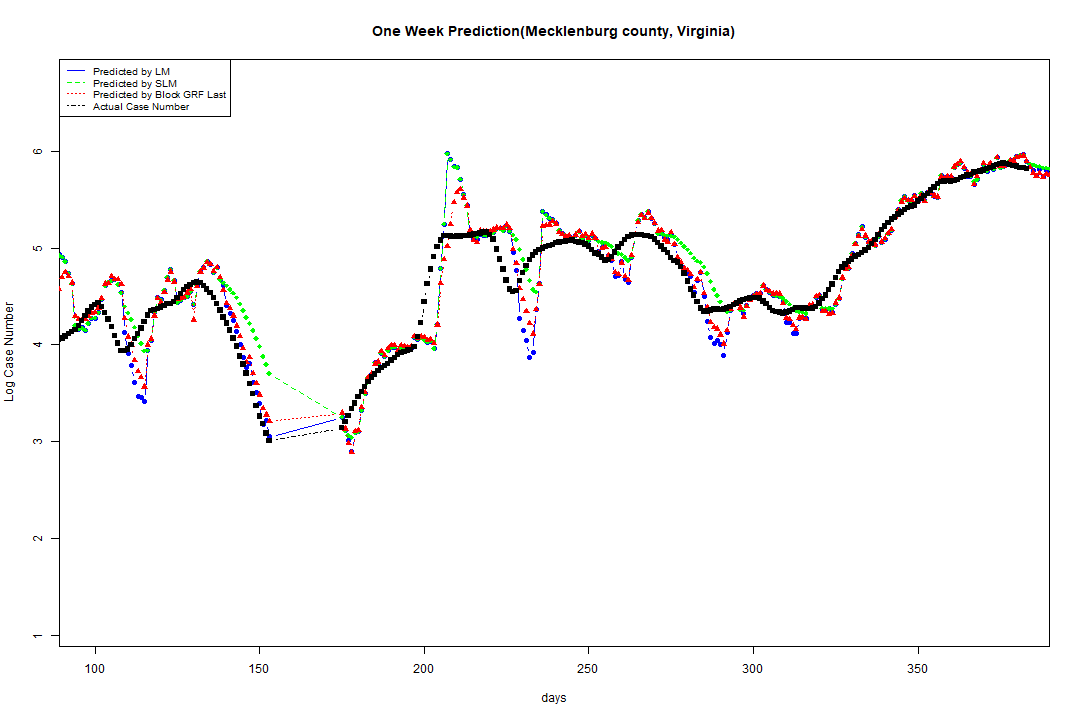 One Week Prediction(Mecklenburg county, Virginia)
Predicted by LM
Predicted by SLM
Predicted by Block GRF Last
Actual Case Number
6
5
4
3
2
1
Log Case Number
100 150 200 250 300 350
days